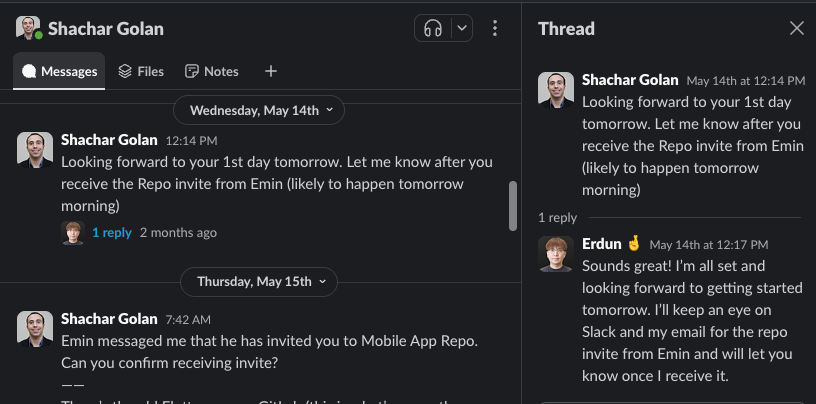 Shachar Golan
Messages
Files
Notes
Wednesday, May 14th
Shachar Golan 12:14 PM
Looking forward to your 1st day tomorrow. Let me know after you
receive the Repo invite from Emin (likely to happen tomorrow
morning)
1 reply 2 months ago
Thursday, May 15th
Shachar Golan 7:42 AM
Emin messaged me that he has invited you to Mobile App Repo.
Can you confirm receiving invite?
——
Thread
Shachar Golan May 14th at 12:14 PM
Looking forward to your 1st day
tomorrow. Let me know after you
receive the Repo invite from Emin
(likely to happen tomorrow
morning)
1 reply
Erdun 🤞 May 14th at 12:17 PM
Sounds great! I’m all set and
looking forward to getting started
tomorrow. I’ll keep an eye on
Slack and my email for the repo
invite from Emin and will let you
know once I receive it.